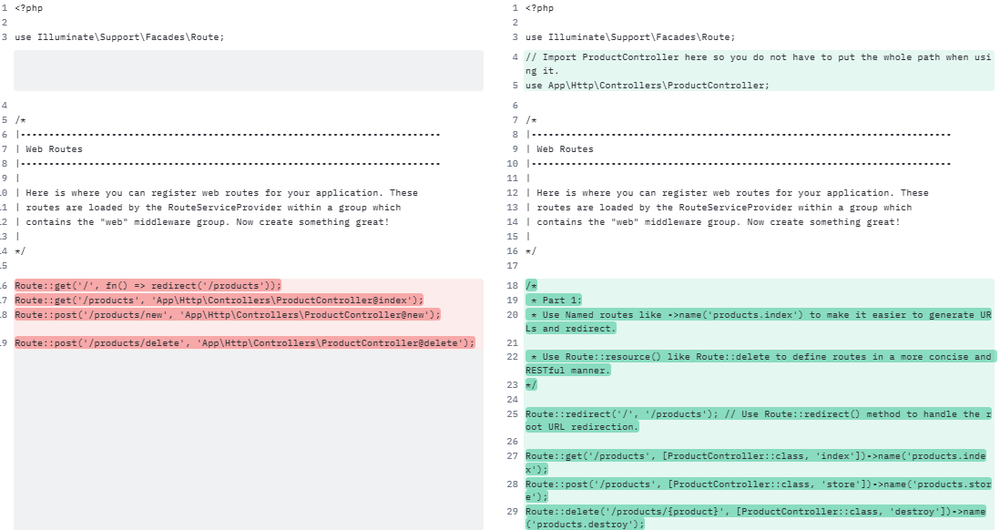 1 <?php
2
3 use Illuminate\Support\Facades\Route;
4
5 /*
6 |--------------------------------------------------------------------------
7 | Web Routes
8 |--------------------------------------------------------------------------
9 |
10 | Here is where you can register web routes for your application. These
11 | routes are loaded by the RouteServiceProvider within a group which
12 | contains the "web" middleware group. Now create something great!
13 |
14 */
15
16 Route::get('/', fn() => redirect('/products'));
17 Route::get('/products', 'App\Http\Controllers\ProductController@index');
18 Route::post('/products/new', 'App\Http\Controllers\ProductController@new');
19 Route::post('/products/delete', 'App\Http\Controllers\ProductController@delete');
1 <?php
2
3 use Illuminate\Support\Facades\Route;
4 // Import ProductController here so you do not have to put the whole path when usi
ng it.
5 use App\Http\Controllers\ProductController;
6
7 /*
8 |--------------------------------------------------------------------------
9 | Web Routes
10 |--------------------------------------------------------------------------
11 |
12 | Here is where you can register web routes for your application. These
13 | routes are loaded by the RouteServiceProvider within a group which
14 | contains the "web" middleware group. Now create something great!
15 |
16 */
17
18 /*
19 * Part 1:
20 * Use Named routes like ->name('products.index') to make it easier to generate UR
Ls and redirect.
21
22 * Use Route::resource() like Route::delete to define routes in a more concise and
RESTful manner.
23 */
24
25 Route::redirect('/', '/products'); // Use Route::redirect() method to handle the r
oot URL redirection.
26
27 Route::get('/products', [ProductController::class, 'index'])->name('products.inde
x');
28 Route::post('/products', [ProductController::class, 'store'])->name('products.stor
e');
29 Route::delete('/products/{product}', [ProductController::class, 'destroy'])->name
('products.destroy');